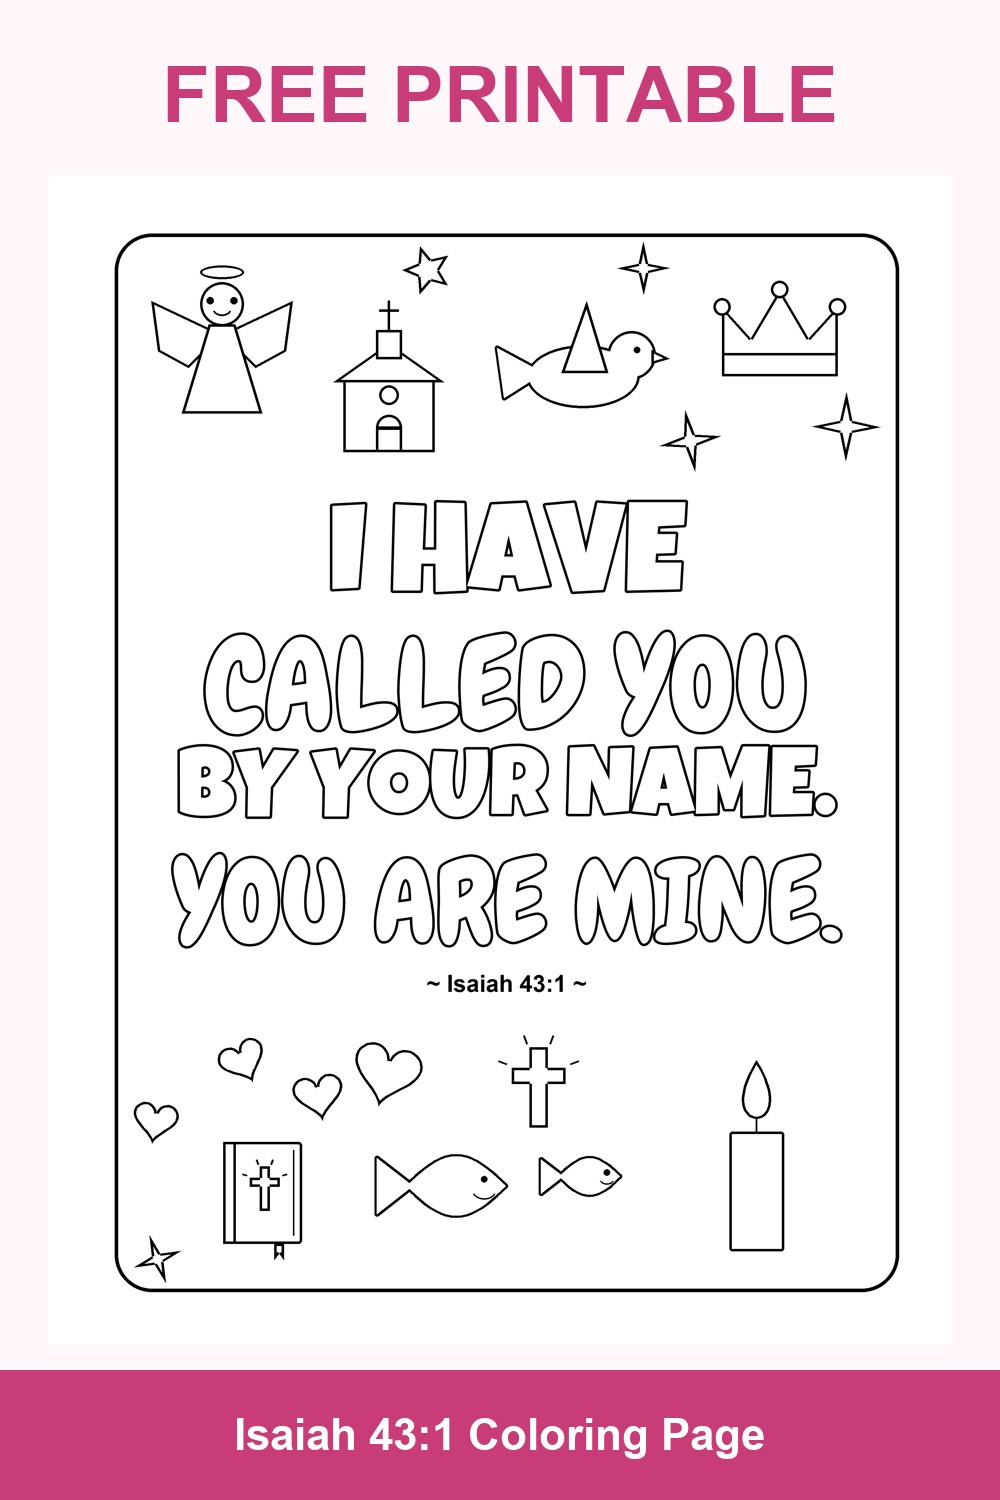 FREE PRINTABLE
I HAVE
CALLED YOU
BY YOUR NAME.
YOU ARE MINE.
~ Isaiah 43:1 ~
Isaiah 43:1 Coloring Page